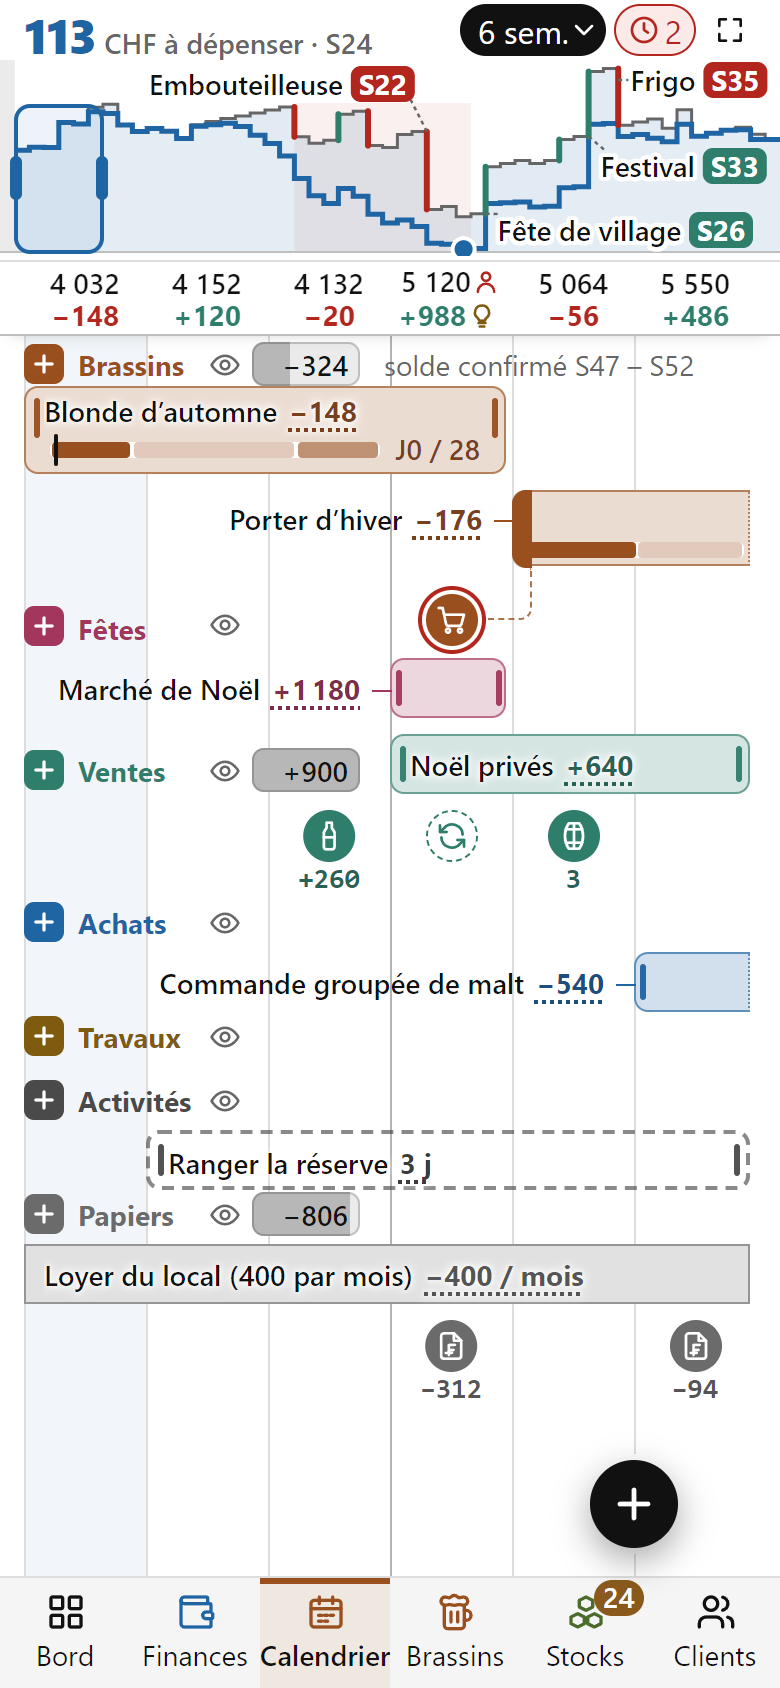 113 CHF à dépenser · S24
6 sem.
2
Embouteilleuse S22
Frigo S35
Festival S33
Fête de village S26
4 032 4 152 4 132 5 120 5 064 5 550
−148 +120 −20 +988 −56 +486
Brassins −324 solde confirmé S47 – S52
Blonde d’automne −148
J0 / 28
Porter d’hiver −176
Fêtes
Marché de Noël +1 180
Ventes +900 Noël privés +640
+260 3
Achats
Commande groupée de malt −540
Travaux
Activités
Ranger la réserve 3 j
Papiers −806
Loyer du local (400 par mois) −400 / mois
−312 −94
24
Bord Finances Calendrier Brassins Stocks Clients